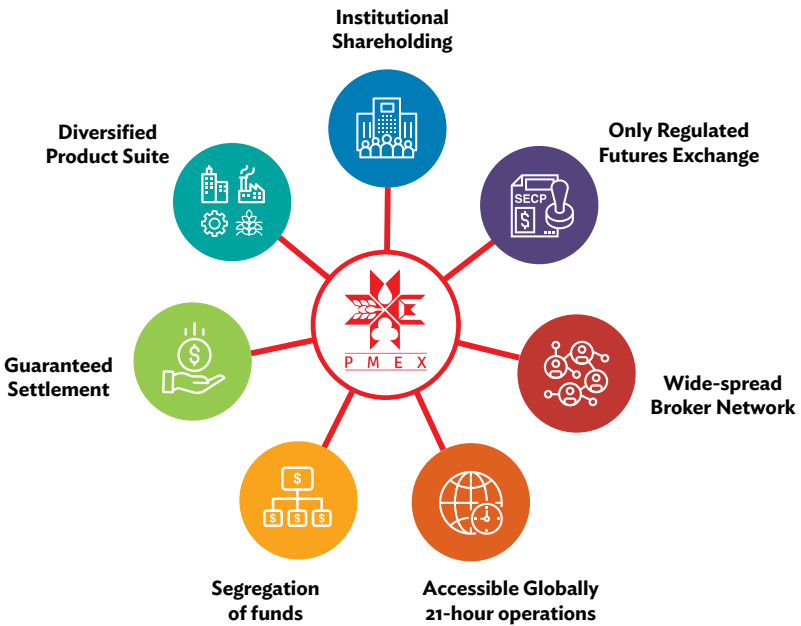 Institutional
Shareholding
Diversified
Product Suite
Only Regulated
Futures Exchange
SECP
$
$
PMEX
Guaranteed
Settlement
Wide-spread
Broker Network
$
$ $ $
Segregation
of funds
Accessible Globally
21-hour operations